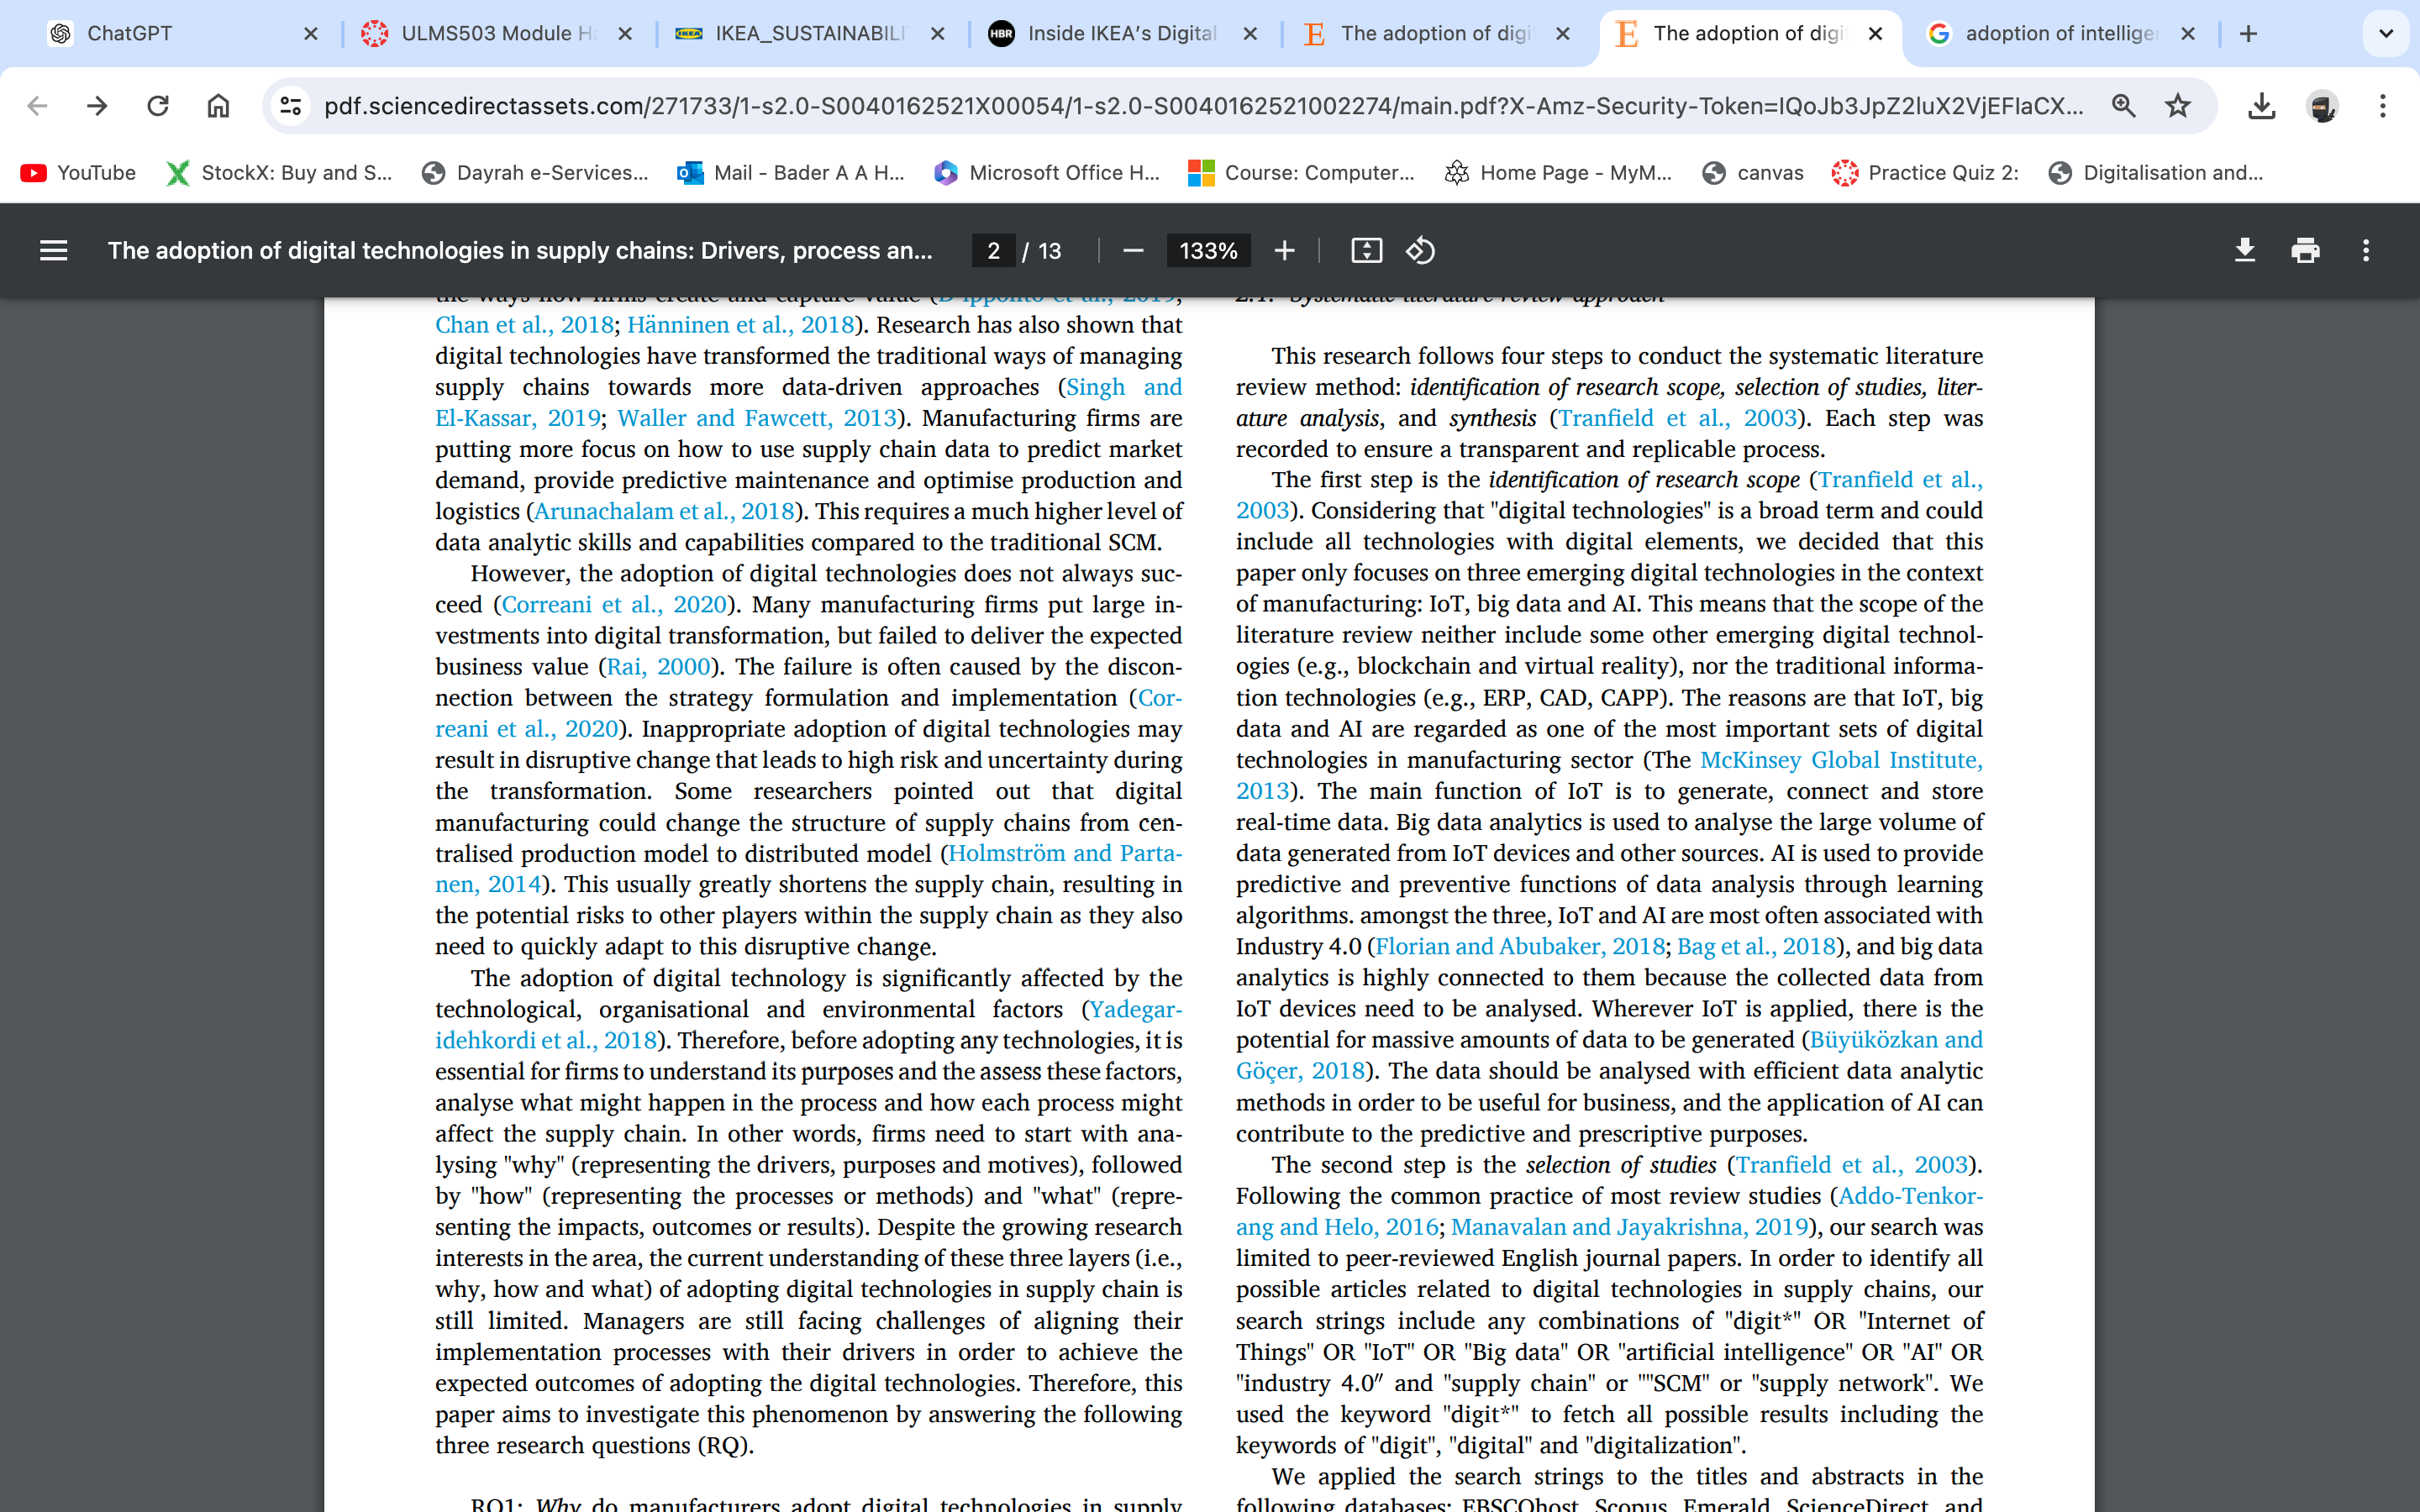 ChatGPT
ULMS503 Module H
IKEA_SUSTAINABILI
HBR
Inside IKEA's Digital
The adoption of digi
The adoption of digi
adoption of intellige
pdf.sciencedirectassets.com/271733/1-s2.0-S0040162521X00054/1-s2.0-S0040162521002274/main.pdf?X-Amz-Security-Token=IQoJb3JpZ2luX2VjEFIaCX...
YouTube
StockX: Buy and S...
Dayrah e-Services...
Mail - Bader A A H...
Microsoft Office H...
Course: Computer...
Home Page - MyM...
canvas
Practice Quiz 2:
Digitalisation and...
The adoption of digital technologies in supply chains: Drivers, process an...
2 / 13
133%
Chan et al., 2018; Hänninen et al., 2018). Research has also shown that
digital technologies have transformed the traditional ways of managing
supply chains towards more data-driven approaches (Singh and
El-Kassar, 2019; Waller and Fawcett, 2013). Manufacturing firms are
putting more focus on how to use supply chain data to predict market
demand, provide predictive maintenance and optimise production and
logistics (Arunachalam et al., 2018). This requires a much higher level of
data analytic skills and capabilities compared to the traditional SCM.
However, the adoption of digital technologies does not always suc-
ceed (Correani et al., 2020). Many manufacturing firms put large in-
vestments into digital transformation, but failed to deliver the expected
business value (Rai, 2000). The failure is often caused by the discon-
nection between the strategy formulation and implementation (Cor-
reani et al., 2020). Inappropriate adoption of digital technologies may
result in disruptive change that leads to high risk and uncertainty during
the transformation. Some researchers pointed out that digital
manufacturing could change the structure of supply chains from cen-
tralised production model to distributed model (Holmström and Parta-
nen, 2014). This usually greatly shortens the supply chain, resulting in
the potential risks to other players within the supply chain as they also
need to quickly adapt to this disruptive change.
The adoption of digital technology is significantly affected by the
technological, organisational and environmental factors (Yadegar-
idehkordi et al., 2018). Therefore, before adopting any technologies, it is
essential for firms to understand its purposes and the assess these factors,
analyse what might happen in the process and how each process might
affect the supply chain. In other words, firms need to start with ana-
lysing "why" (representing the drivers, purposes and motives), followed
by "how" (representing the processes or methods) and "what" (repre-
senting the impacts, outcomes or results). Despite the growing research
interests in the area, the current understanding of these three layers (i.e.,
why, how and what) of adopting digital technologies in supply chain is
still limited. Managers are still facing challenges of aligning their
implementation processes with their drivers in order to achieve the
expected outcomes of adopting the digital technologies. Therefore, this
paper aims to investigate this phenomenon by answering the following
three research questions (RQ).
RQ1: Why do manufacturers adopt digital technologies in supply
2.1. Systematic literature review approach
This research follows four steps to conduct the systematic literature
review method: identification of research scope, selection of studies, liter-
ature analysis, and synthesis (Tranfield et al., 2003). Each step was
recorded to ensure a transparent and replicable process.
The first step is the identification of research scope (Tranfield et al.,
2003). Considering that "digital technologies" is a broad term and could
include all technologies with digital elements, we decided that this
paper only focuses on three emerging digital technologies in the context
of manufacturing: IoT, big data and AI. This means that the scope of the
literature review neither include some other emerging digital technol-
ogies (e.g., blockchain and virtual reality), nor the traditional informa-
tion technologies (e.g., ERP, CAD, CAPP). The reasons are that IoT, big
data and AI are regarded as one of the most important sets of digital
technologies in manufacturing sector (The McKinsey Global Institute,
2013). The main function of IoT is to generate, connect and store
real-time data. Big data analytics is used to analyse the large volume of
data generated from IoT devices and other sources. AI is used to provide
predictive and preventive functions of data analysis through learning
algorithms. amongst the three, IoT and AI are most often associated with
Industry 4.0 (Florian and Abubaker, 2018; Bag et al., 2018), and big data
analytics is highly connected to them because the collected data from
IoT devices need to be analysed. Wherever IoT is applied, there is the
potential for massive amounts of data to be generated (Büyüközkan and
Göçer, 2018). The data should be analysed with efficient data analytic
methods in order to be useful for business, and the application of AI can
contribute to the predictive and prescriptive purposes.
The second step is the selection of studies (Tranfield et al., 2003).
Following the common practice of most review studies (Addo-Tenkor-
ang and Helo, 2016; Manavalan and Jayakrishna, 2019), our search was
limited to peer-reviewed English journal papers. In order to identify all
possible articles related to digital technologies in supply chains, our
search strings include any combinations of "digit*" OR "Internet of
Things" OR "IoT" OR "Big data" OR "artificial intelligence" OR "AI" OR
"industry 4.0″ and "supply chain" or ""SCM" or "supply network". We
used the keyword "digit*" to fetch all possible results including the
keywords of "digit", "digital" and "digitalization".
We applied the search strings to the titles and abstracts in the
following databases: EBSCOhost, Scopus, Emerald, ScienceDirect, and